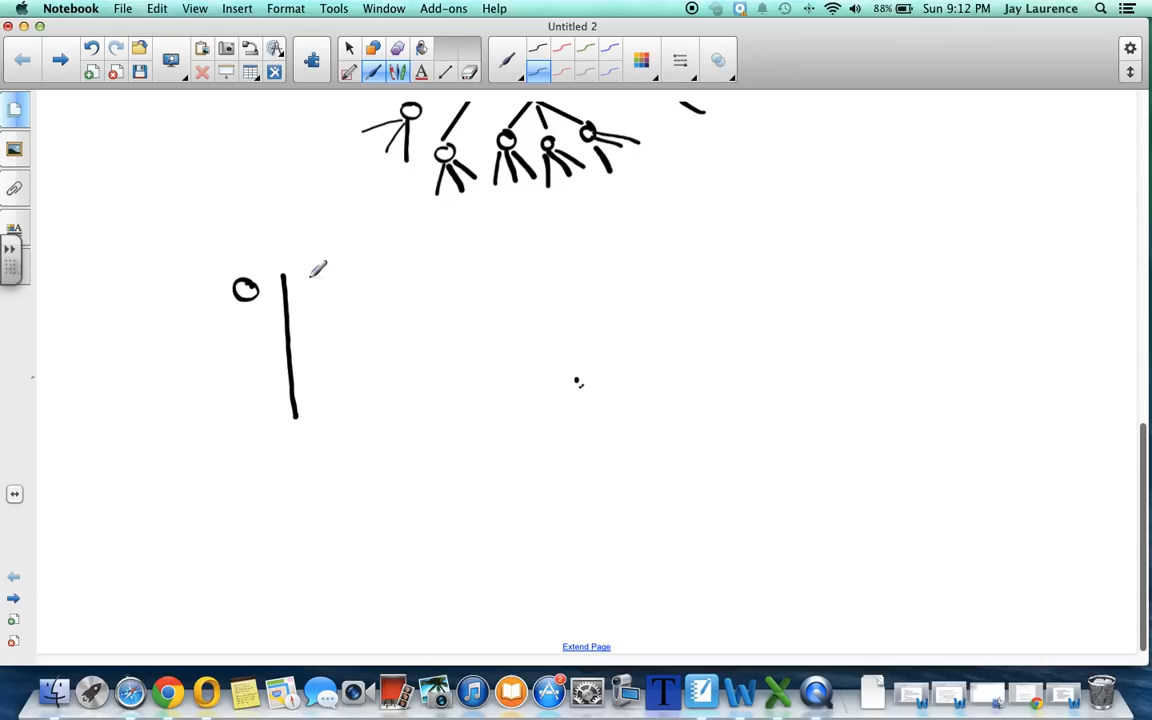 Notebook File Edit View Insert Format Tools Window Add-ons Help 88% Sun 9:12 PM Jay Laurence
Untitled 2
A
A
Extend Page
2
T W X